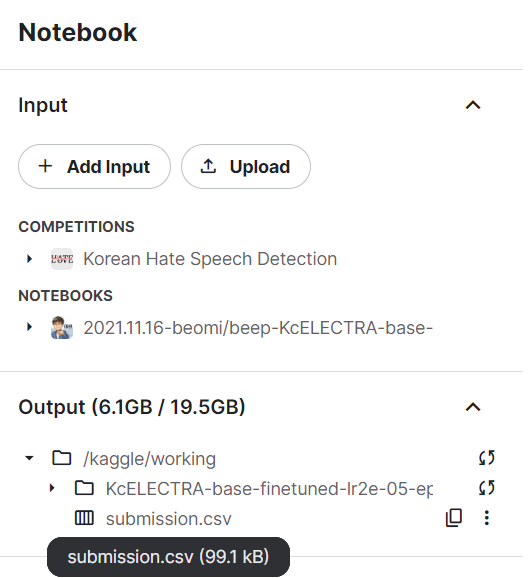 Notebook
Input
Add Input
Upload
COMPETITIONS
HATE
LOVE
Korean Hate Speech Detection
NOTEBOOKS
2021.11.16-beomi/beep-KcELECTRA-base-
Output (6.1GB / 19.5GB)
/kaggle/working
KcELECTRA-base-finetuned-lr2e-05-ep
submission.csv
submission.csv (99.1 kB)